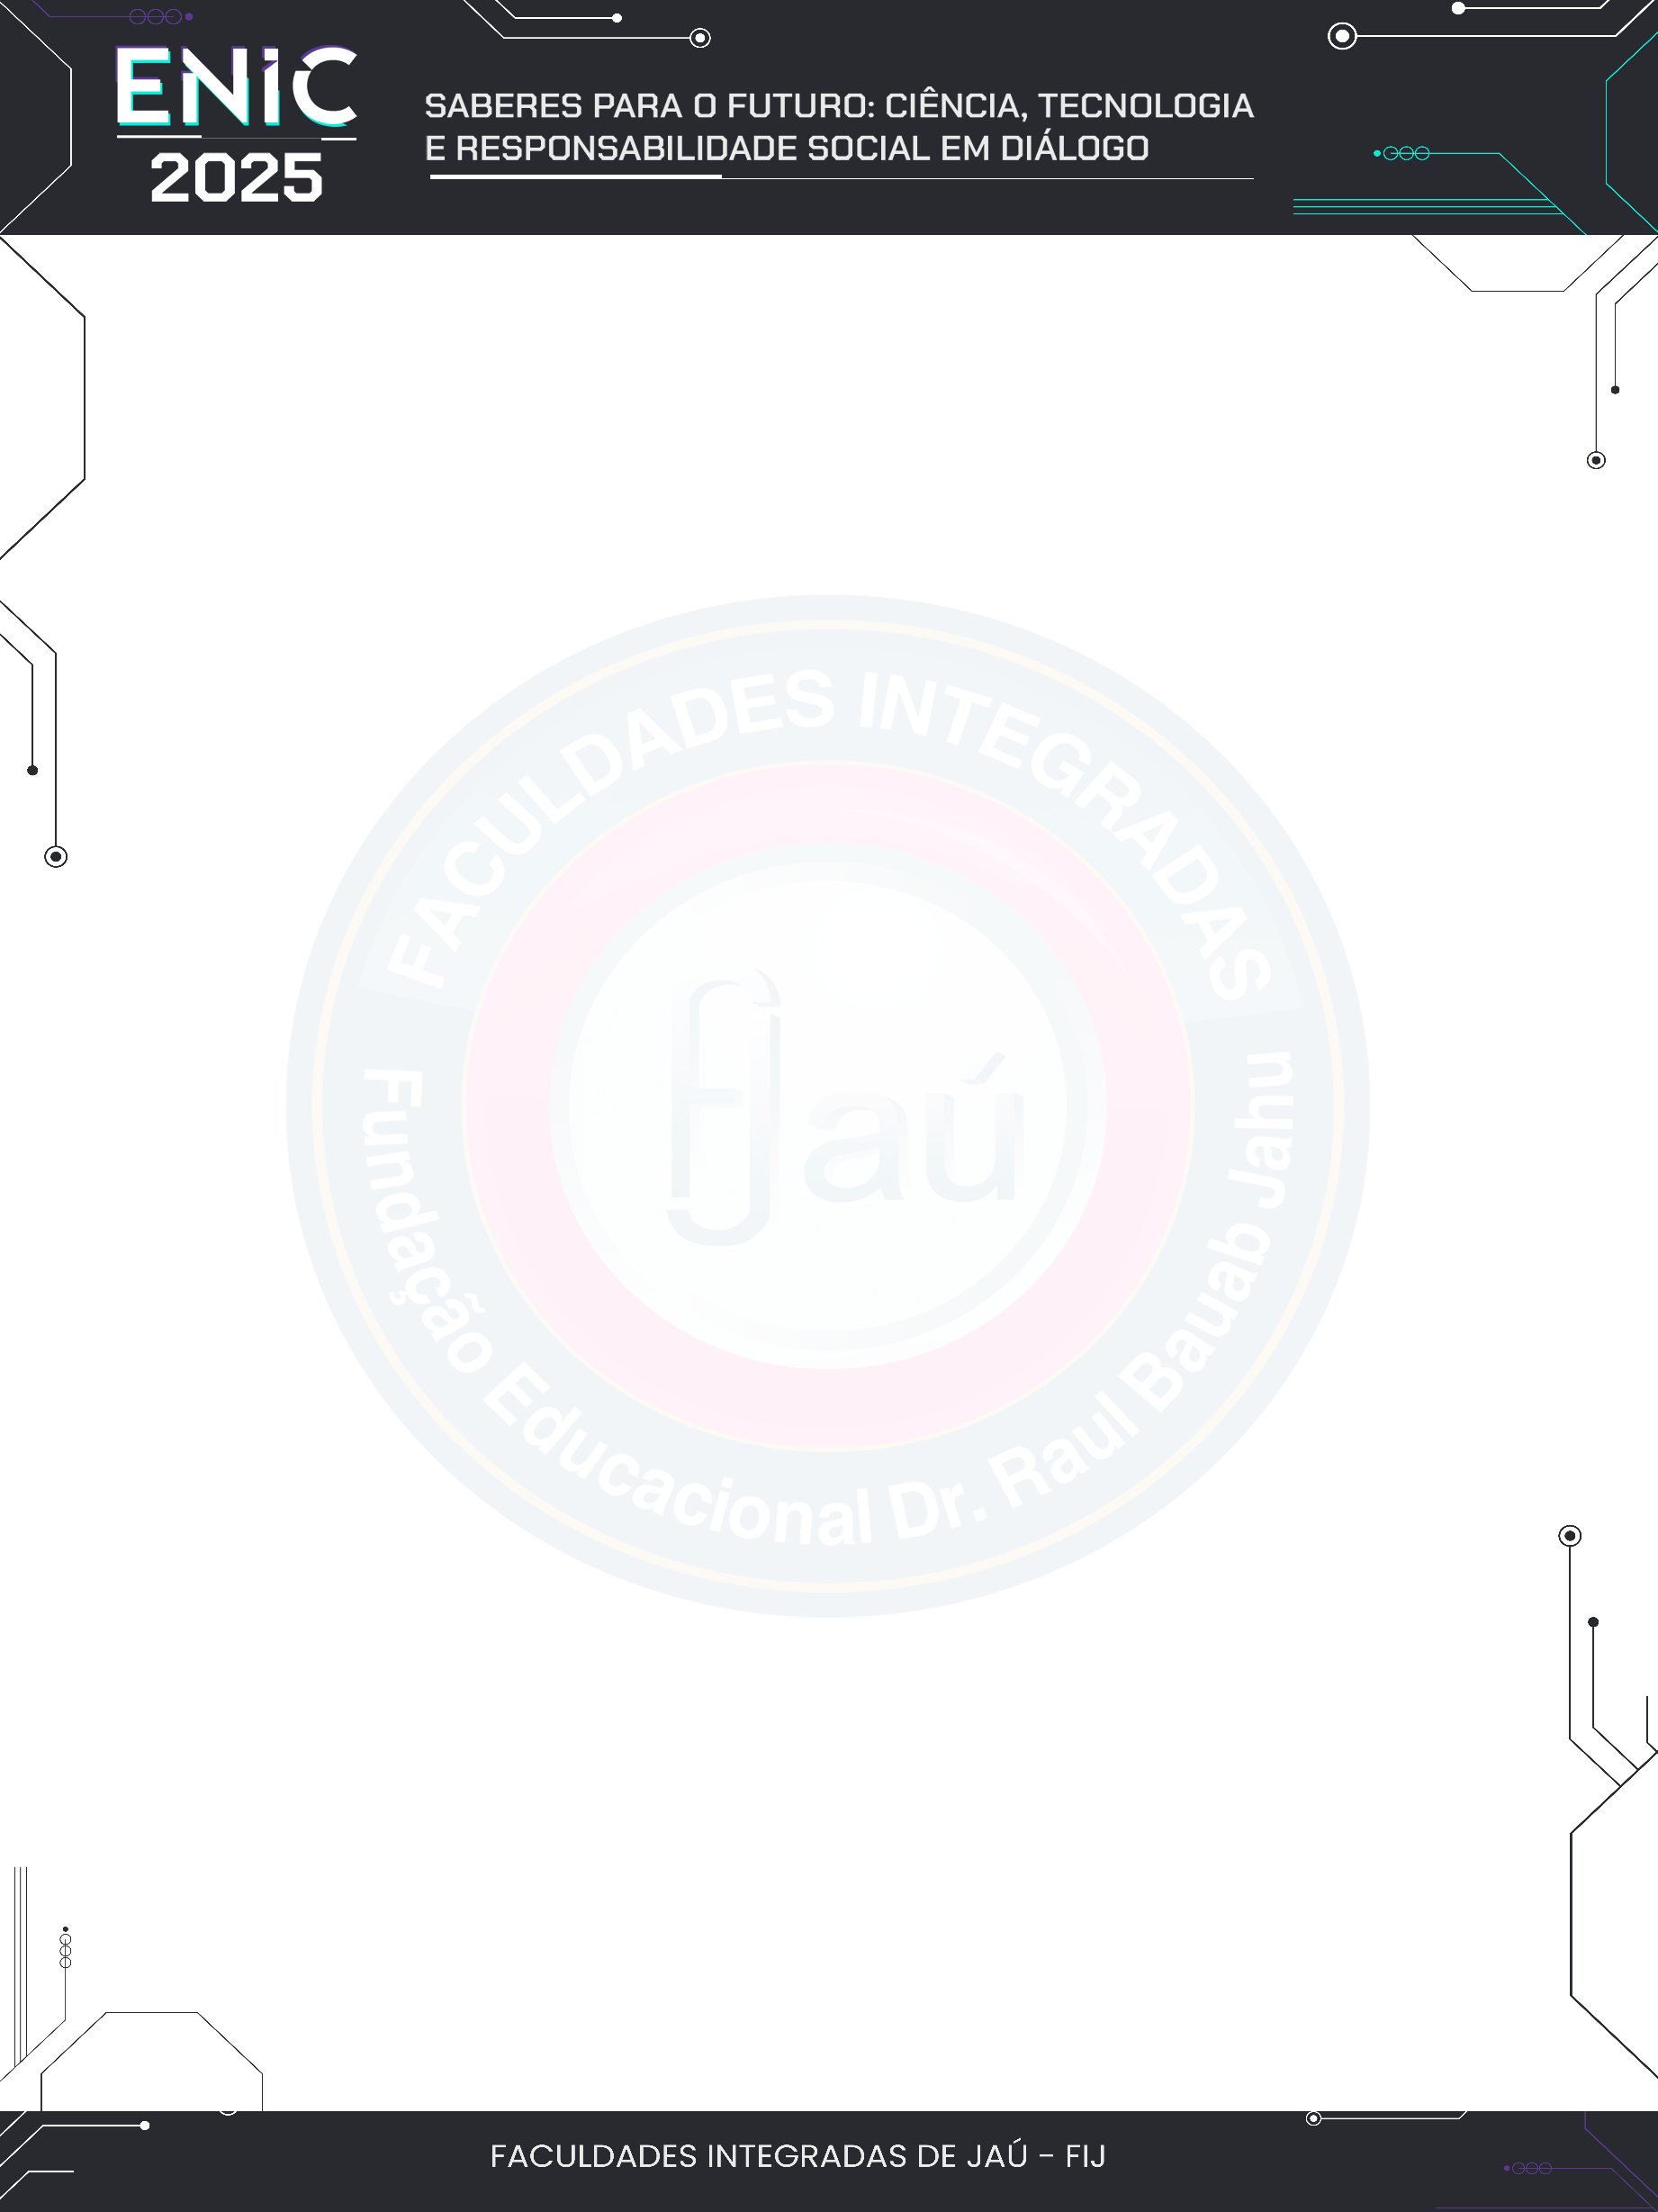 ENiC
2025
SABERES PARA O FUTURO: CIÊNCIA, TECNOLOGIA
E RESPONSABILIDADE SOCIAL EM DIÁLOGO
FACULDADES INTEGRADAS
fJaú
Fundação Educacional Dr. Raul Bauab Jahu
FACULDADES INTEGRADAS DE JAÚ - FIJ